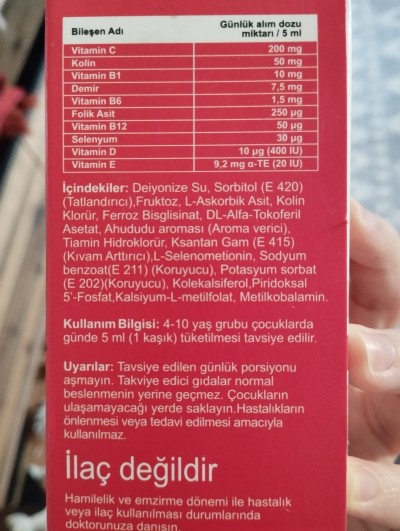 Bileşen Adı
Günlük alım dozu
miktarı / 5 ml
Vitamin C 200 mg
Kolin 50 mg
Vitamin B1 10 mg
Demir 7,5 mg
Vitamin B6 1,5 mg
Folik Asit 250 µg
Vitamin B12 50 µg
Selenyum 30 µg
Vitamin D 10 µg (400 IU)
Vitamin E 9,2 mg α-TE (20 IU)
İçindekiler: Deiyonize Su, Sorbitol (E 420)
(Tatlandırıcı),Fruktoz, L-Askorbik Asit, Kolin
Klorür, Ferroz Bisglisinat, DL-Alfa-Tokoferil
Asetat, Ahududu aroması (Aroma verici),
Tiamin Hidroklorür, Ksantan Gam (E 415)
(Kıvam Arttırıcı),L-Selenometionin, Sodyum
benzoat(E 211) (Koruyucu), Potasyum sorbat
(E 202)(Koruyucu), Kolekalsiferol,Piridoksal
5'-Fosfat,Kalsiyum-L-metilfolat, Metilkobalamin.
Kullanım Bilgisi: 4-10 yaş grubu çocuklarda
günde 5 ml (1 kaşık) tüketilmesi tavsiye edilir.
Uyarılar: Tavsiye edilen günlük porsiyonu
aşmayın. Takviye edici gıdalar normal
beslenmenin yerine geçmez. Çocukların
ulaşamayacağı yerde saklayın.Hastalıkların
önlenmesi veya tedavi edilmesi amacıyla
kullanılmaz.
İlaç değildir
Hamilelik ve emzirme dönemi ile hastalık
veya ilaç kullanılması durumlarında
doktorunuza danışın.